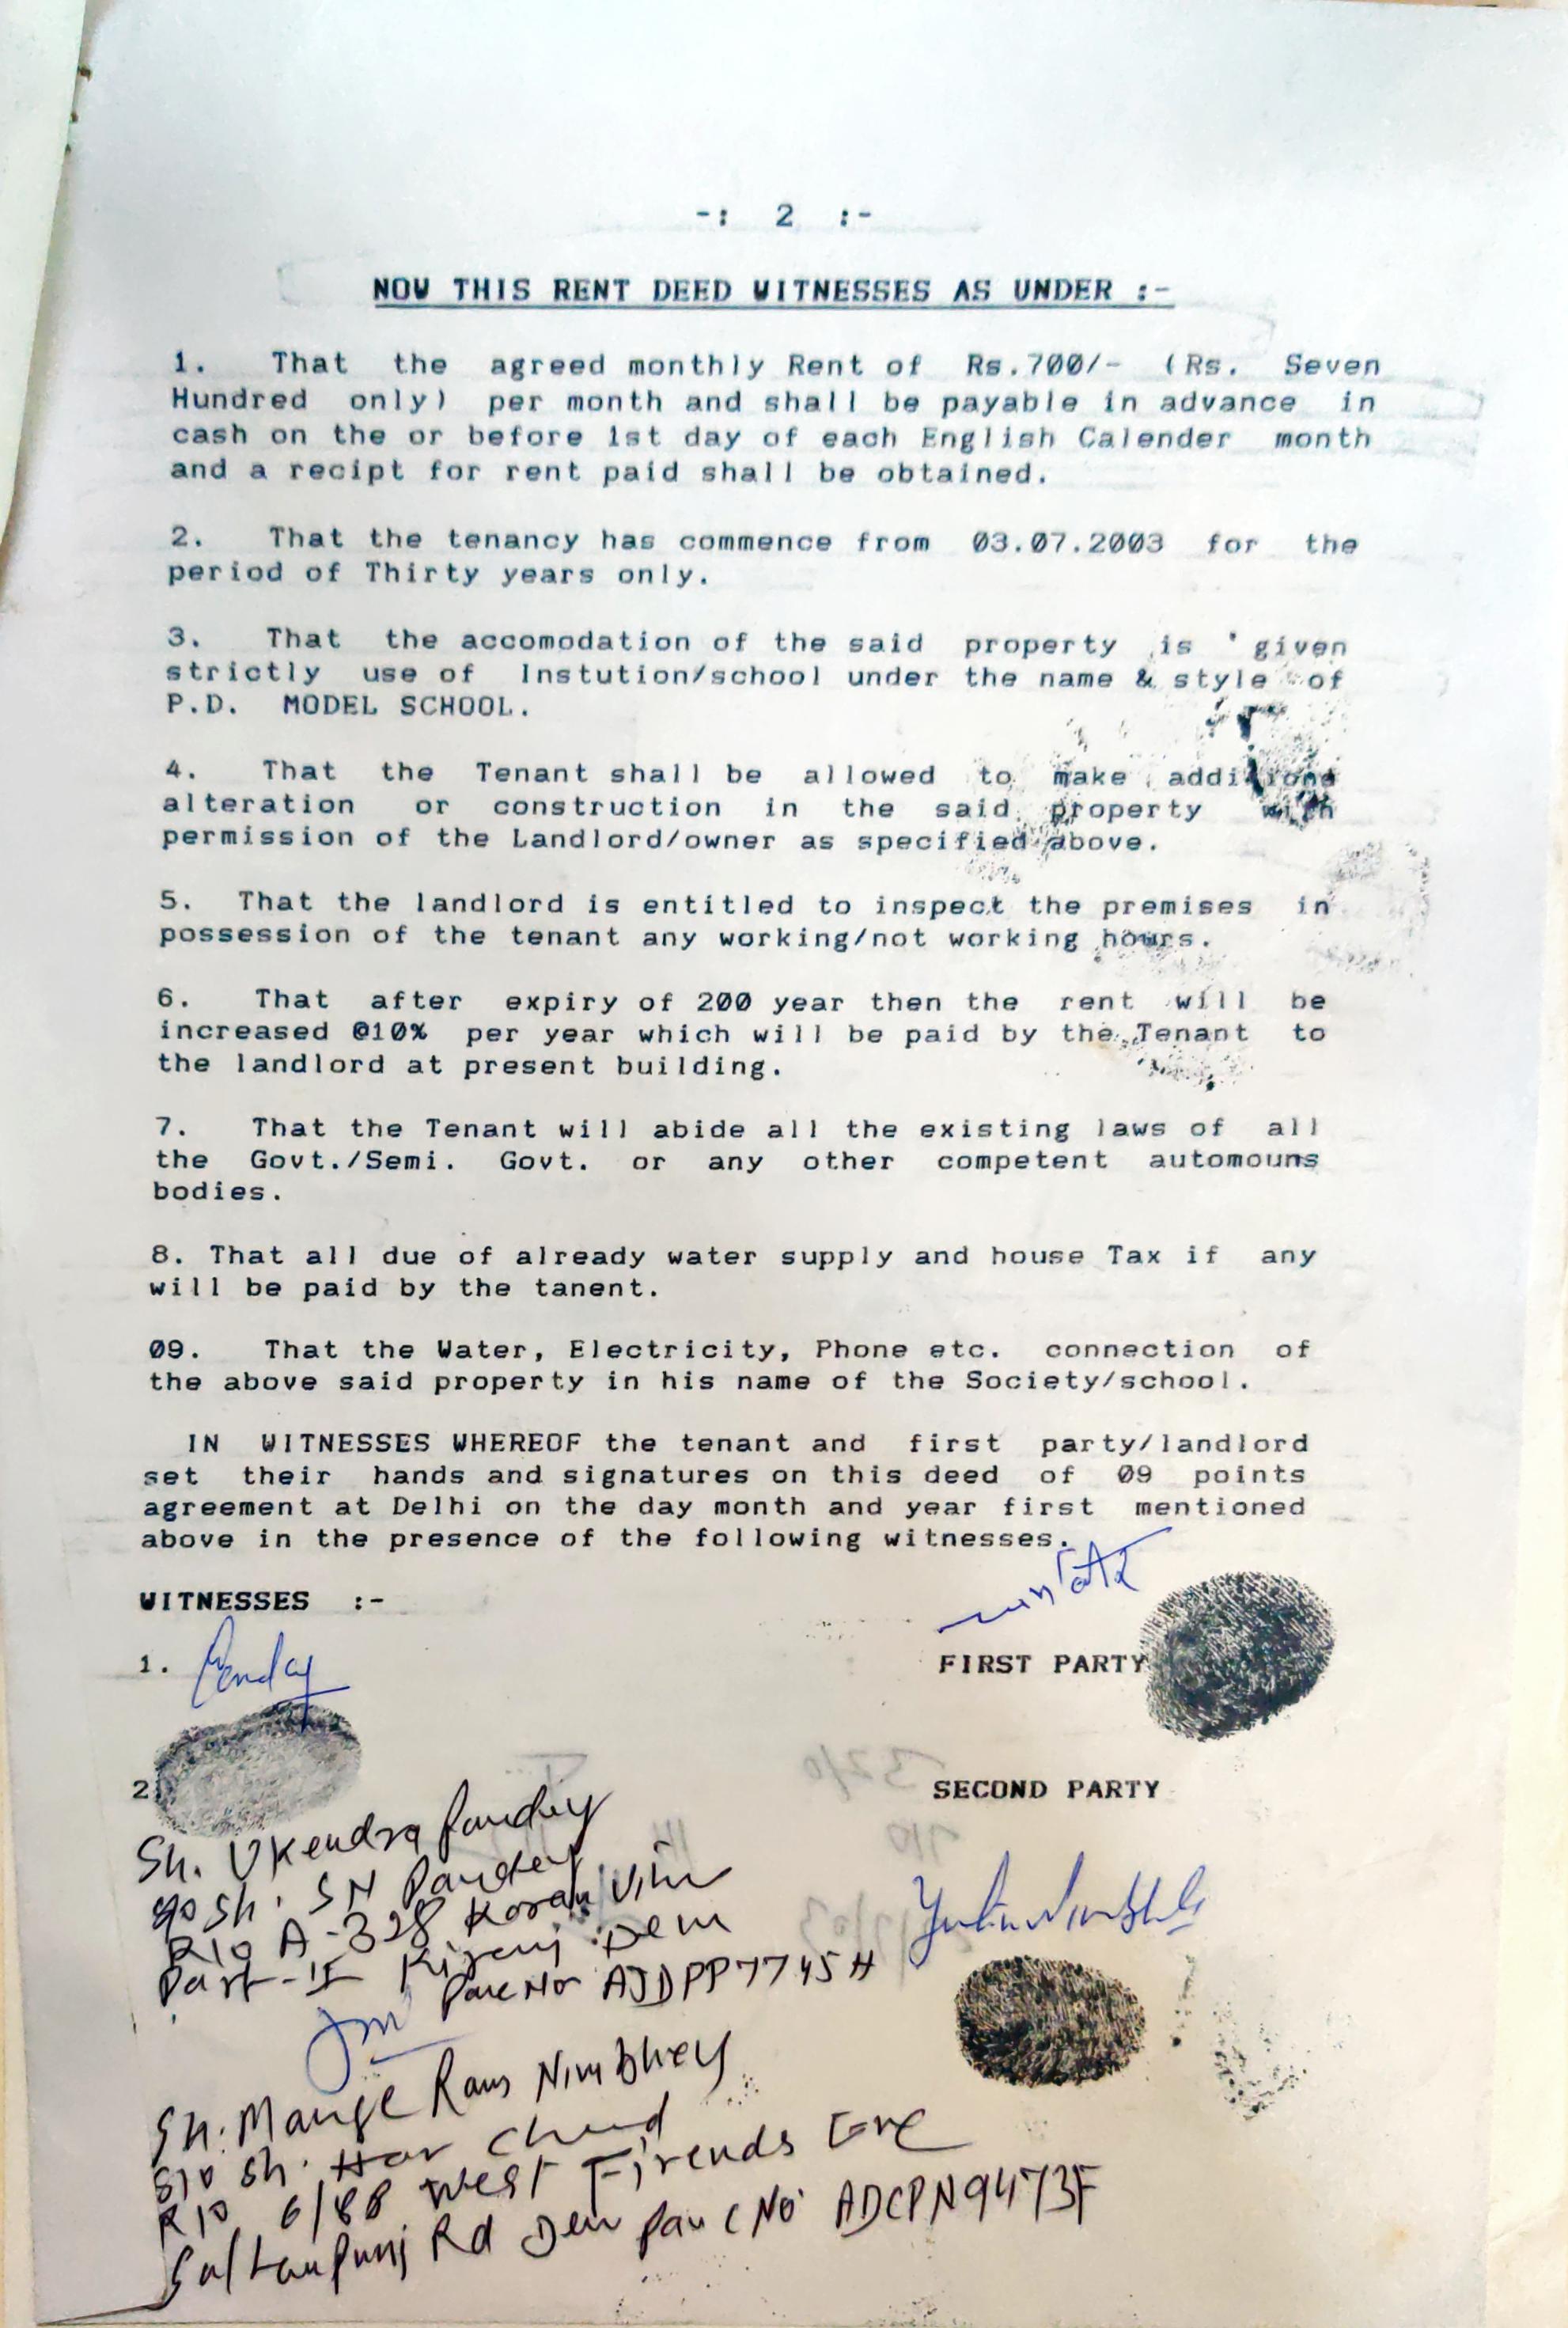 -: 2 :-
NOW THIS RENT DEED WITNESSES AS UNDER :-
1. That the agreed monthly Rent of Rs.700/- (Rs. Seven
Hundred only) per month and shall be payable in advance in
cash on the or before 1st day of each English Calender month
and a recipt for rent paid shall be obtained.
2. That the tenancy has commence from 03.07.2003 for the
period of Thirty years only.
3. That the accomodation of the said property is given
strictly use of Instution/school under the name & style of
P.D. MODEL SCHOOL.
4. That the Tenant shall be allowed to make additions
alteration or construction in the said property with
permission of the Landlord/owner as specified above.
5. That the landlord is entitled to inspect the premises in
possession of the tenant any working/not working hours.
6. That after expiry of 200 year then the rent will be
increased @10% per year which will be paid by the Tenant to
the landlord at present building.
7. That the Tenant will abide all the existing laws of all
the Govt./Semi. Govt. or any other competent automouns
bodies.
8. That all due of already water supply and house Tax if any
will be paid by the tanent.
09. That the Water, Electricity, Phone etc. connection of
the above said property in his name of the Society/school.
IN WITNESSES WHEREOF the tenant and first party/landlord
set their hands and signatures on this deed of 09 points
agreement at Delhi on the day month and year first mentioned
above in the presence of the following witnesses.
WITNESSES :-
1. Pandey
FIRST PARTY
2
SECOND PARTY
Sh. Vkendra Pandey
Sh. SN Pandey
R/o A-328 Karan
Part-II
Pan c No AJDPP7745H
Sh. Mange Ram Nimbhey
S/o Sh. Har Chand
R/o 6/88 West Firends
Rd Pan c No ADCPN9473F